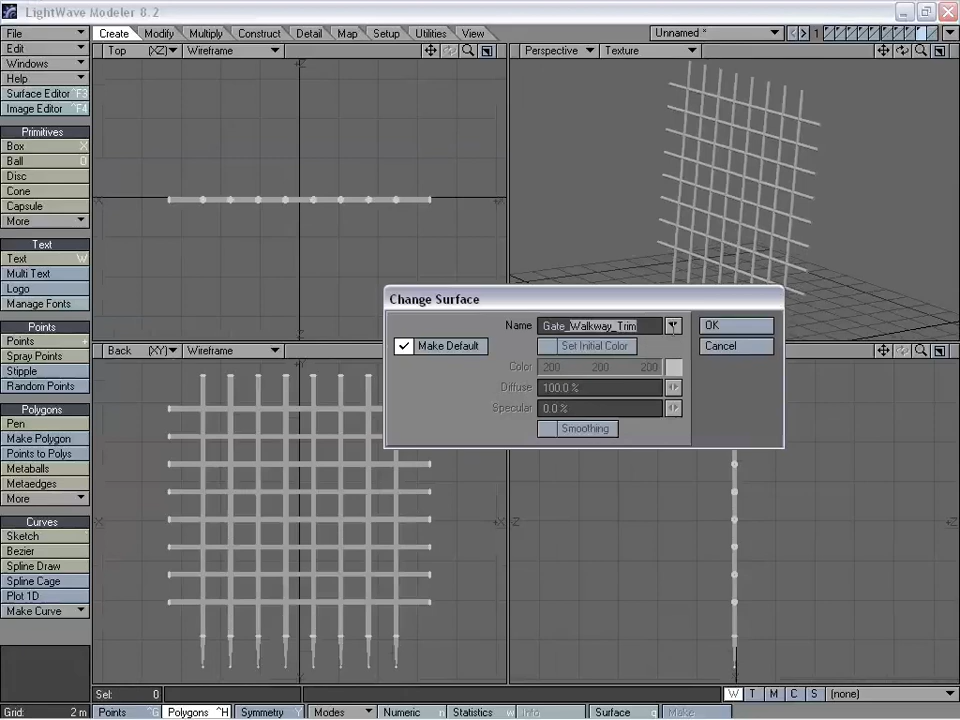 LightWave Modeler 8.2
File
Edit
Windows
Help
Surface Editor ^F3
Image Editor ^F4
Primitives
Box X
Ball O
Disc
Cone
Capsule
More
Text
Text W
Multi Text
Logo
Manage Fonts
Points
Points +
Spray Points
Stipple
Random Points
Polygons
Pen
Make Polygon
Points to Polys
Metaballs
Metaedges
More
Curves
Sketch
Bezier
Spline Draw
Spline Cage
Plot 1D
Make Curve
Grid: 2 m
Create Modify Multiply Construct Detail Map Setup Utilities View
Unnamed * 1
Top (XZ) Wireframe
Perspective Texture
Back (XY) Wireframe
Change Surface
Name Gate_Walkway_Trim
Make Default
Set Initial Color
Color 200 200 200
Diffuse 100.0 %
Specular 0.0 %
Smoothing
OK
Cancel
Sel: 0
W T M C S (none)
Points ^G Polygons ^H Symmetry Y Modes Numeric n Statistics w Info i Surface q Make